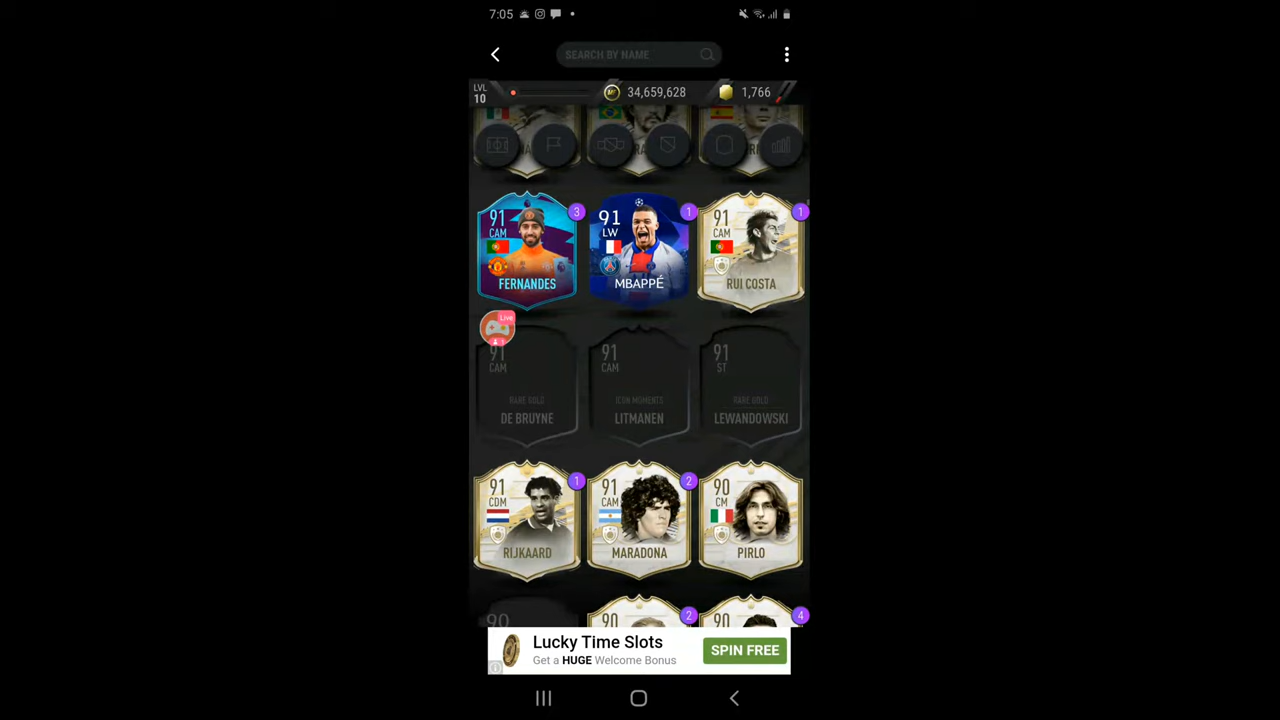 7:05
SEARCH BY NAME
LVL
10
34,659,628
1,766
91
CAM
FERNANDES
3
91
LW
MBAPPÉ
1
91
CAM
RUI COSTA
1
Live
1
91
CAM
RARE GOLD
DE BRUYNE
91
CAM
ICON MOMENTS
LITMANEN
91
ST
RARE GOLD
LEWANDOWSKI
91
CDM
RIJKAARD
1
91
CAM
MARADONA
2
90
CM
PIRLO
90
90
2
90
4
Lucky Time Slots
Get a HUGE Welcome Bonus
SPIN FREE